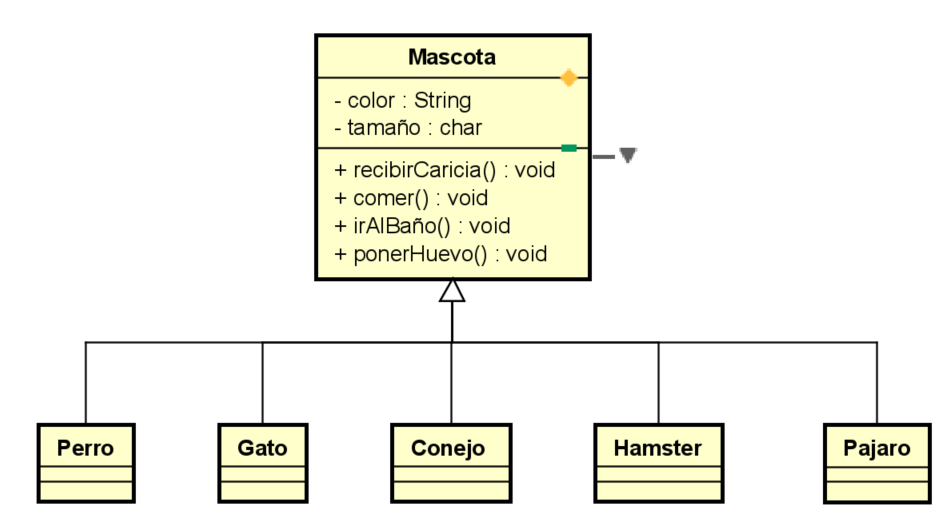 Mascota
- color : String
- tamaño : char
+ recibirCaricia() : void
+ comer() : void
+ irAlBaño() : void
+ ponerHuevo() : void
Perro
Gato
Conejo
Hamster
Pajaro